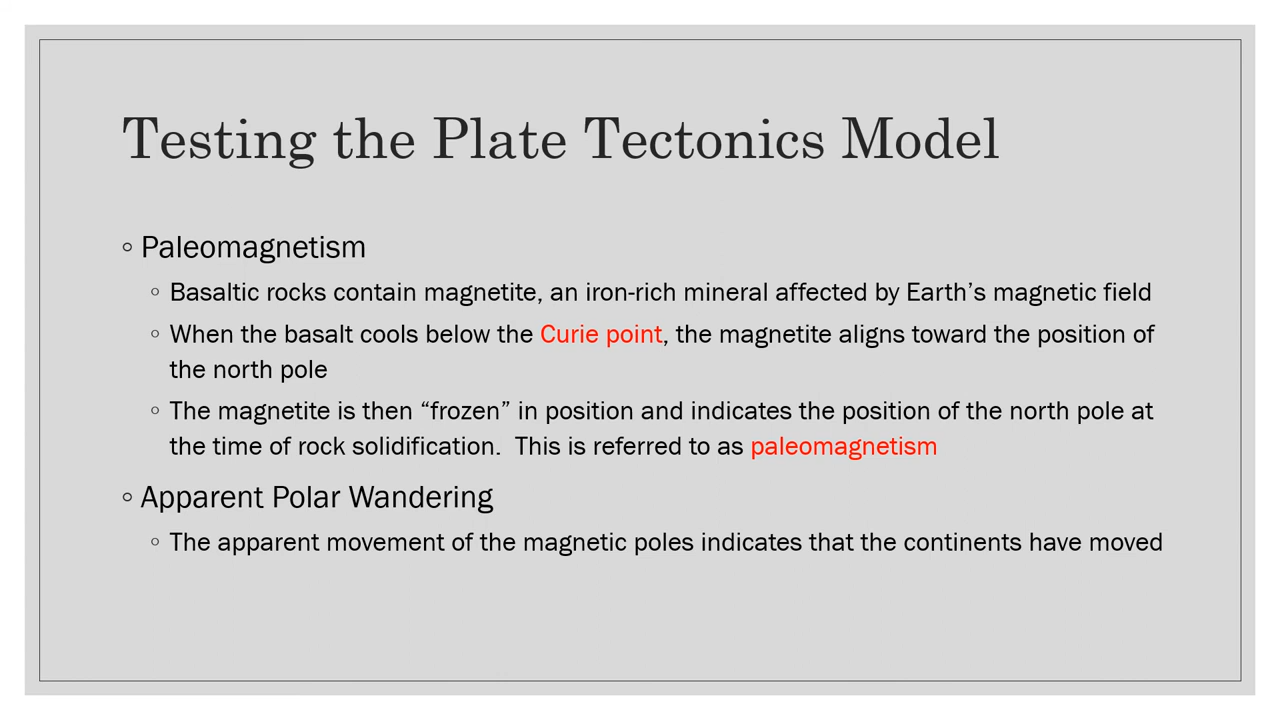 Testing the Plate Tectonics Model
◦ Paleomagnetism
◦ Basaltic rocks contain magnetite, an iron-rich mineral affected by Earth’s magnetic field
◦ When the basalt cools below the Curie point, the magnetite aligns toward the position of
the north pole
◦ The magnetite is then “frozen” in position and indicates the position of the north pole at
the time of rock solidification.  This is referred to as paleomagnetism
◦ Apparent Polar Wandering
◦ The apparent movement of the magnetic poles indicates that the continents have moved